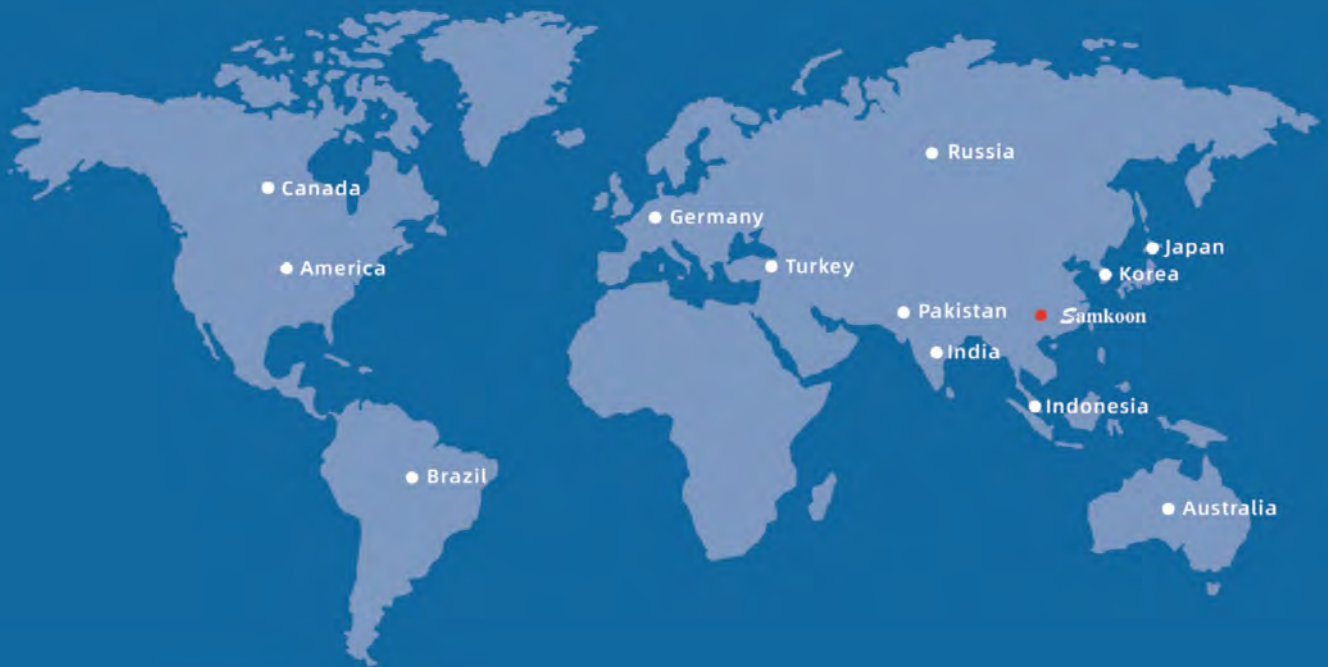 Russia
Canada
Germany
Japan
America
Turkey
Korea
Pakistan
Samkoon
India
Indonesia
Brazil
Australia